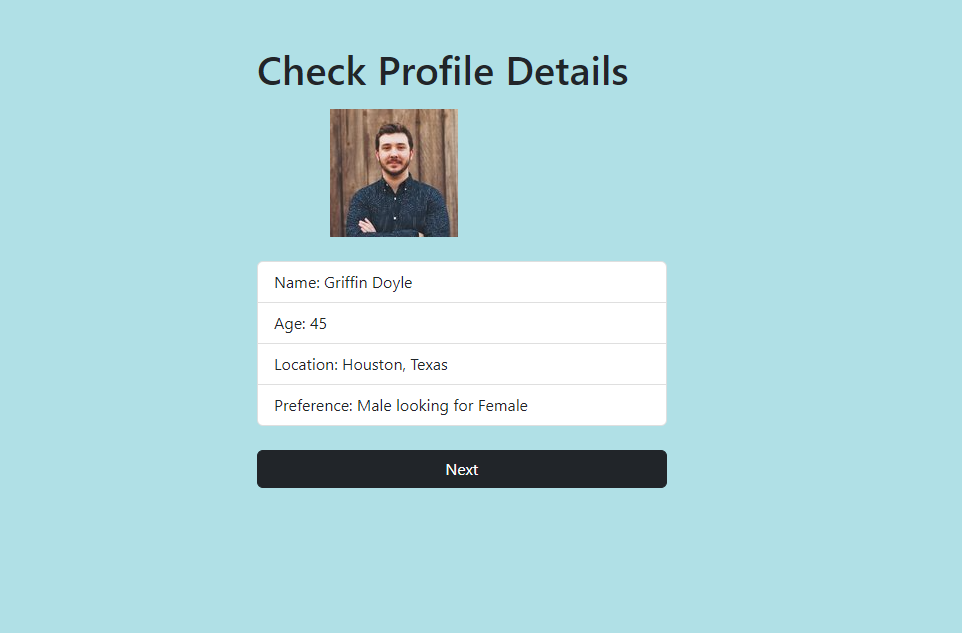 Check Profile Details
Name: Griffin Doyle
Age: 45
Location: Houston, Texas
Preference: Male looking for Female
Next